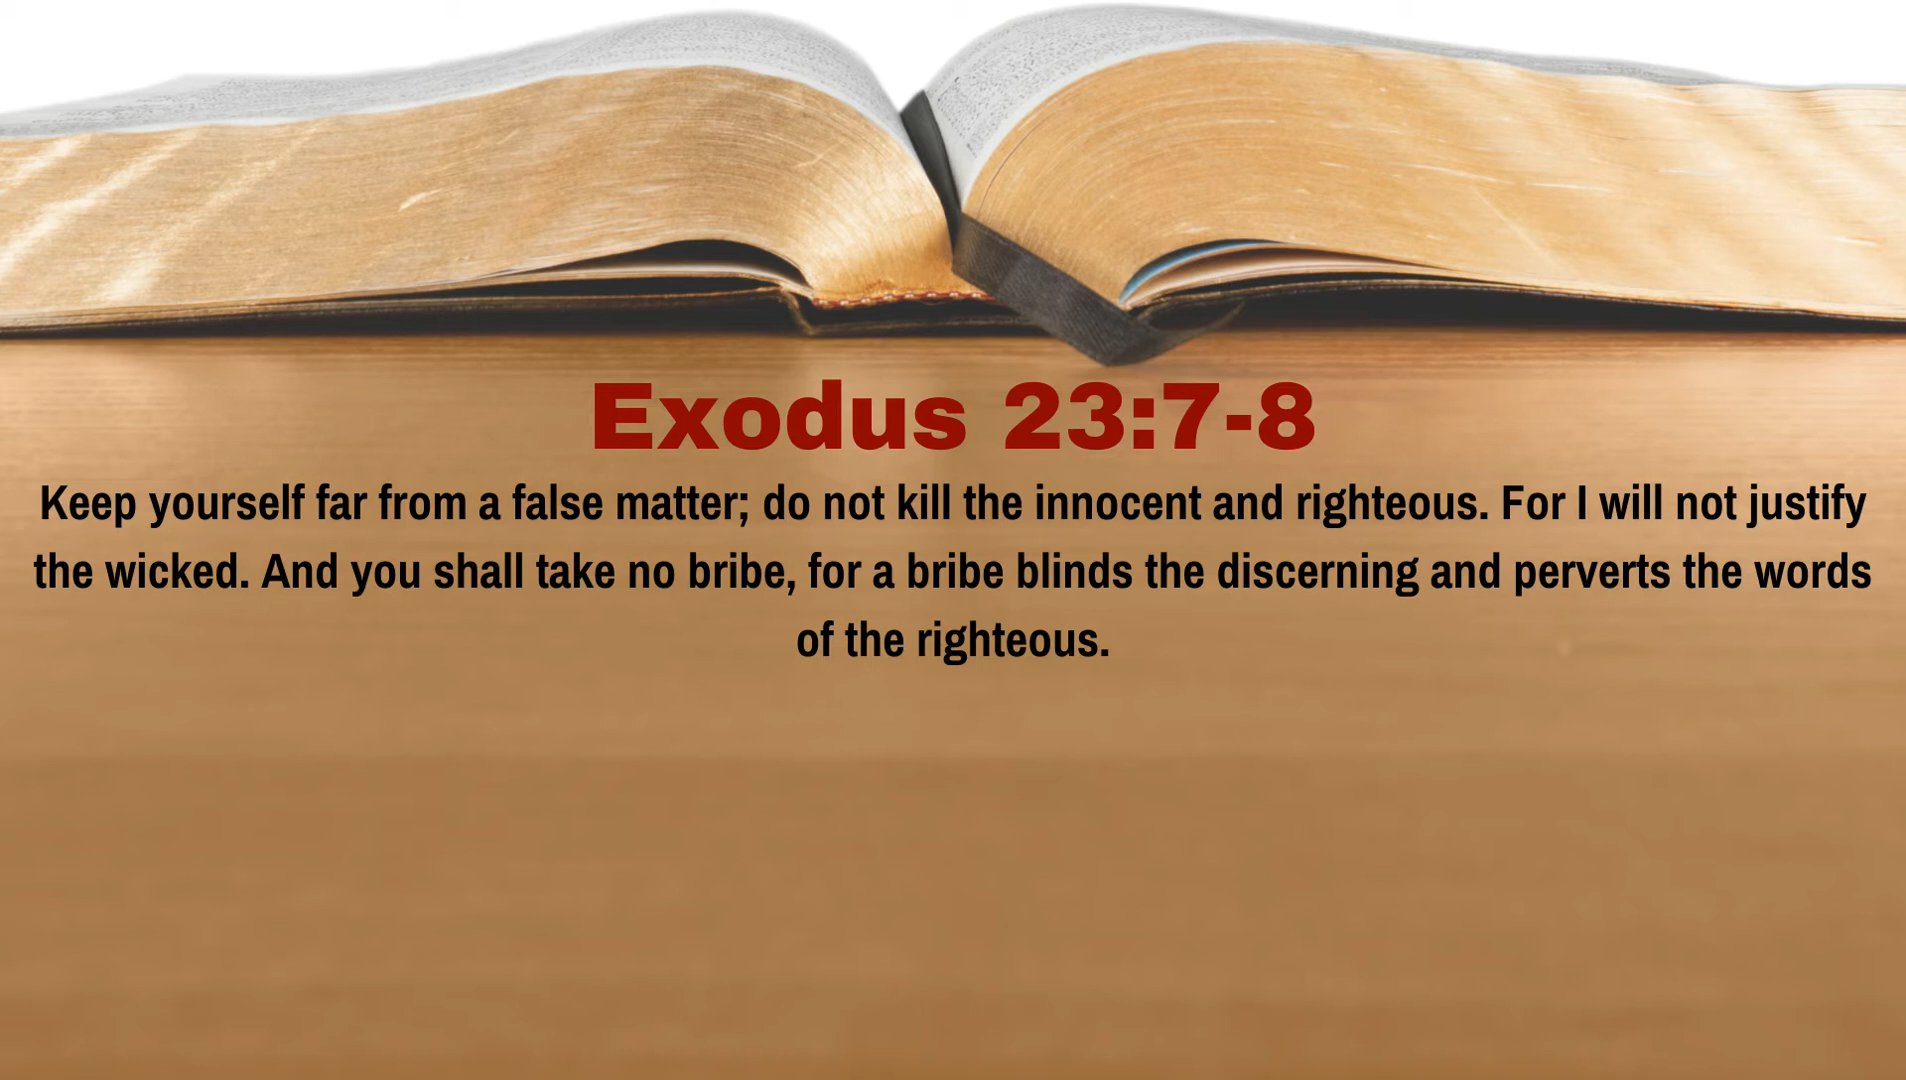 Exodus 23:7-8
Keep yourself far from a false matter; do not kill the innocent and righteous. For I will not justify
the wicked. And you shall take no bribe, for a bribe blinds the discerning and perverts the words
of the righteous.